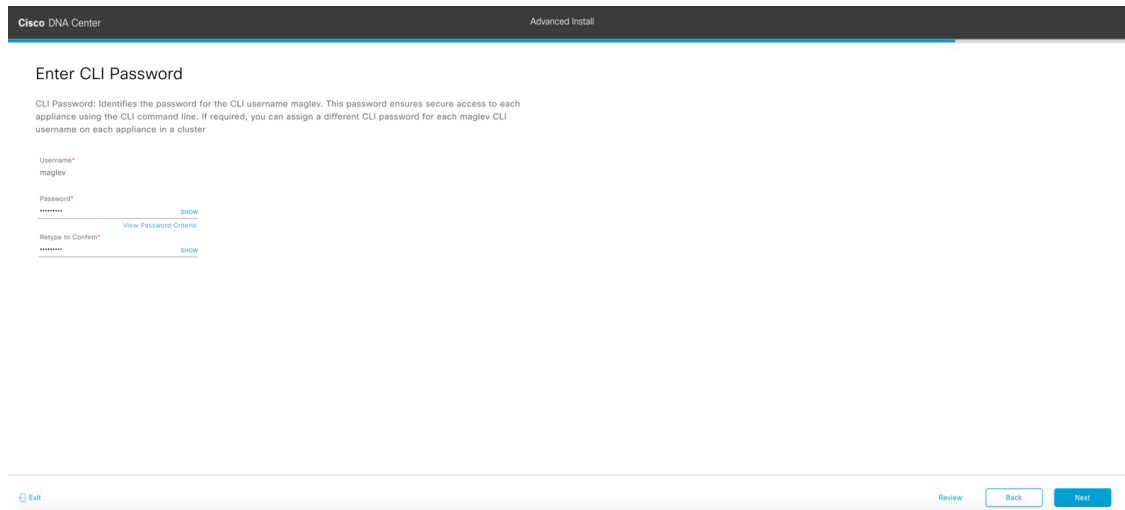 Cisco DNA Center
Advanced Install
Enter CLI Password
CLI Password: Identifies the password for the CLI username maglev. This password ensures secure access to each
appliance using the CLI command line. If required, you can assign a different CLI password for each maglev CLI
username on each appliance in a cluster
Username*
maglev
Password*
••••••••• SHOW
View Password Criteria
Retype to Confirm*
••••••••• SHOW
Exit
Review Back Next